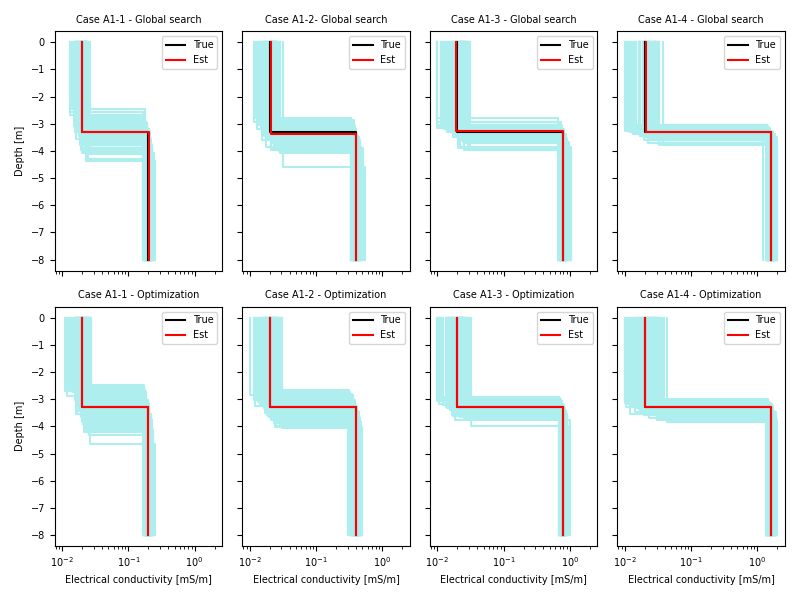 Case A1-1 - Global search
Case A1-2- Global search
Case A1-3 - Global search
Case A1-4 - Global search
True
Est
True
Est
True
Est
True
Est
Depth [m]
0
−1
−2
−3
−4
−5
−6
−7
−8
Case A1-1 - Optimization
Case A1-2 - Optimization
Case A1-3 - Optimization
Case A1-4 - Optimization
True
Est
True
Est
True
Est
True
Est
Depth [m]
0
−1
−2
−3
−4
−5
−6
−7
−8
10⁻² 10⁻¹ 10⁰
10⁻² 10⁻¹ 10⁰
10⁻² 10⁻¹ 10⁰
10⁻² 10⁻¹ 10⁰
Electrical conductivity [mS/m]
Electrical conductivity [mS/m]
Electrical conductivity [mS/m]
Electrical conductivity [mS/m]